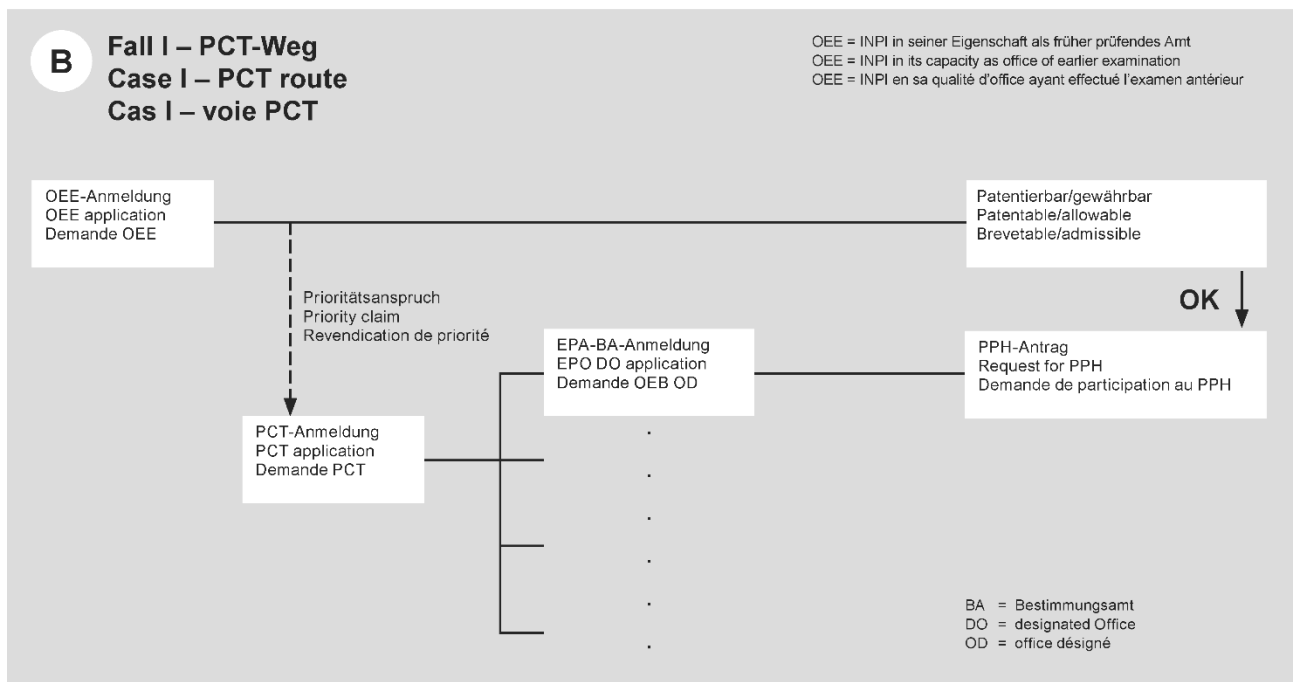 B
Fall I – PCT-Weg
Case I – PCT route
Cas I – voie PCT
OEE = INPI in seiner Eigenschaft als früher prüfendes Amt
OEE = INPI in its capacity as office of earlier examination
OEE = INPI en sa qualité d'office ayant effectué l'examen antérieur
OEE-Anmeldung
OEE application
Demande OEE
Patentierbar/gewährbar
Patentable/allowable
Brevetable/admissible
Prioritätsanspruch
Priority claim
Revendication de priorité
OK
EPA-BA-Anmeldung
EPO DO application
Demande OEB OD
PPH-Antrag
Request for PPH
Demande de participation au PPH
PCT-Anmeldung
PCT application
Demande PCT
BA = Bestimmungsamt
DO = designated Office
OD = office désigné